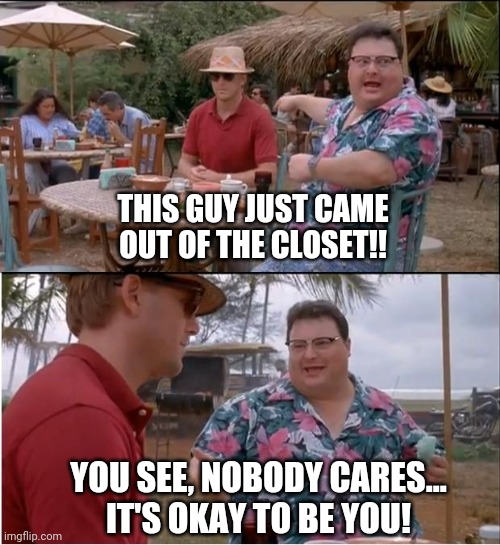 THIS GUY JUST CAME
OUT OF THE CLOSET!!
YOU SEE, NOBODY CARES...
IT'S OKAY TO BE YOU!
imgflip.com